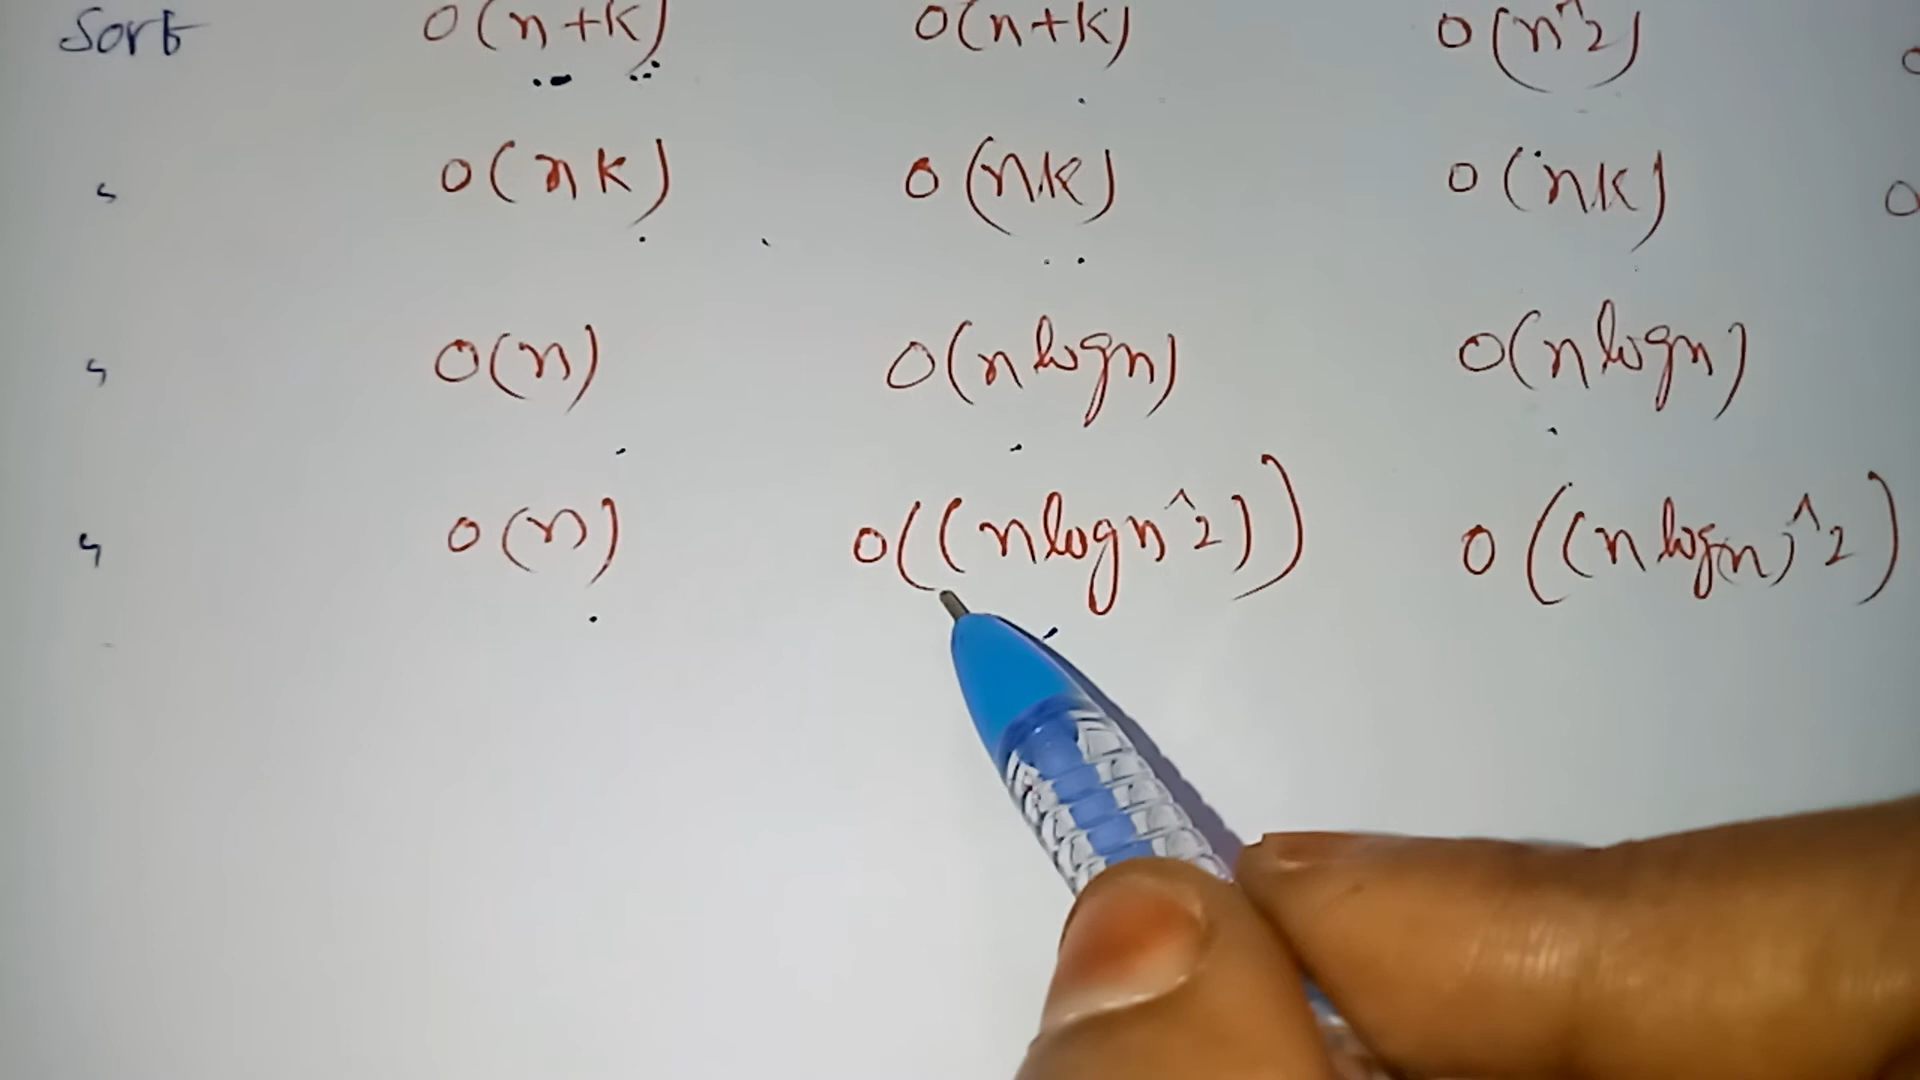 Sort O(n+k) O(n+k) O(n^2)
" O(nk) O(nk) O(nk)
" O(n) O(nlogn) O(nlogn)
" O(n) O((nlogn^2)) O((nlogn)^2)